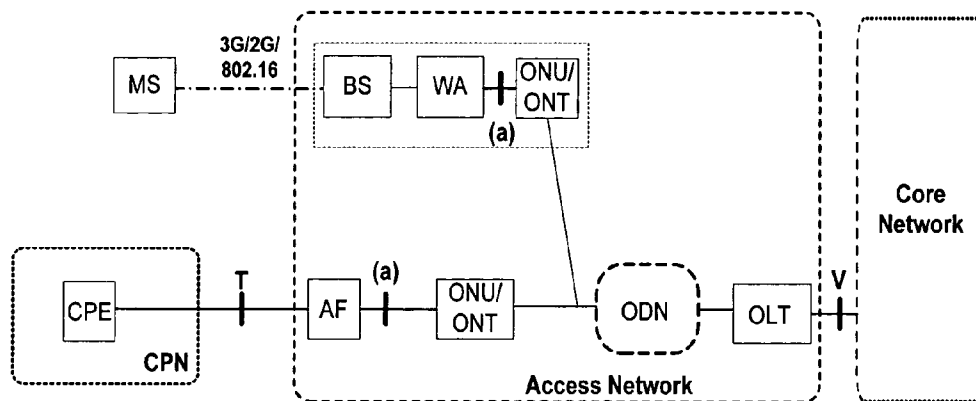 3G/2G/
802.16
MS
BS
WA
ONU/
ONT
(a)
Core
Network
T
(a)
V
CPE
AF
ONU/
ONT
ODN
OLT
CPN
Access Network